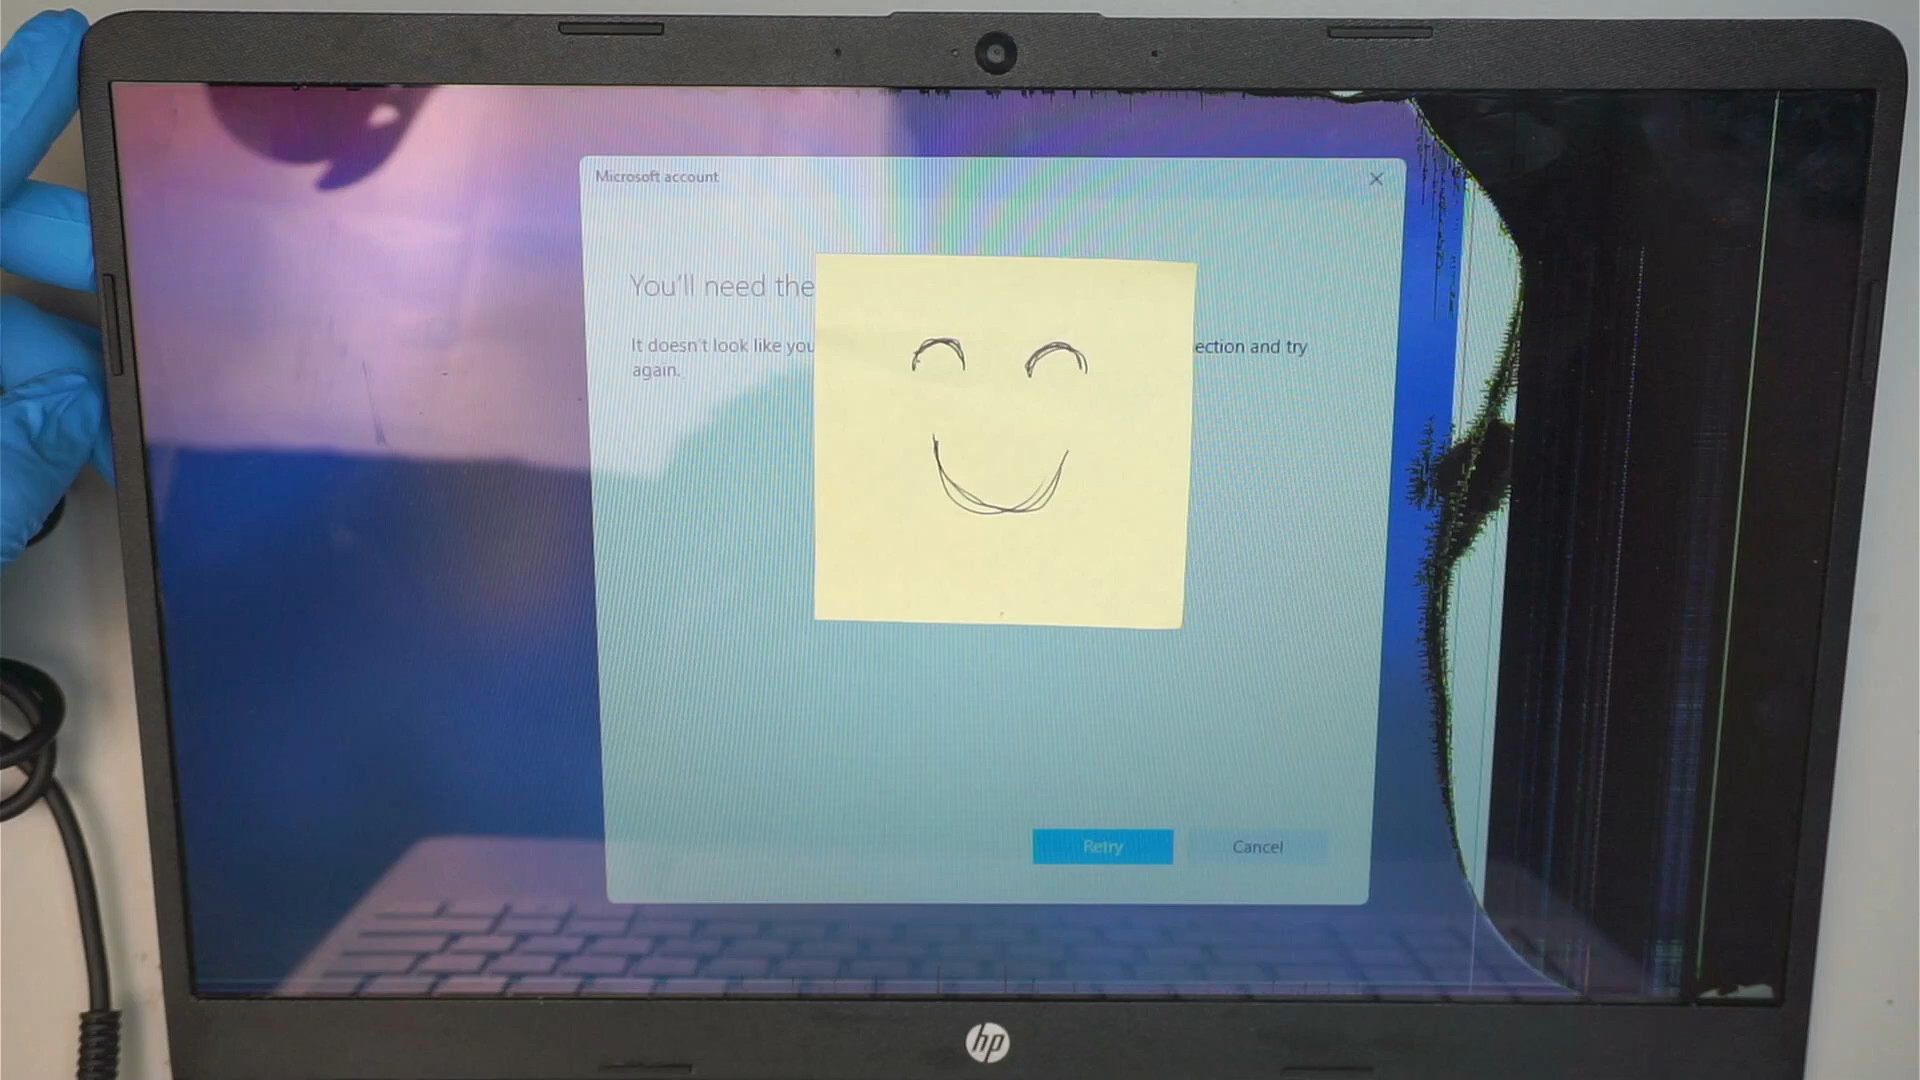 Microsoft account
You'll need the
It doesn't look like you ection and try
again.
Retry Cancel
hp